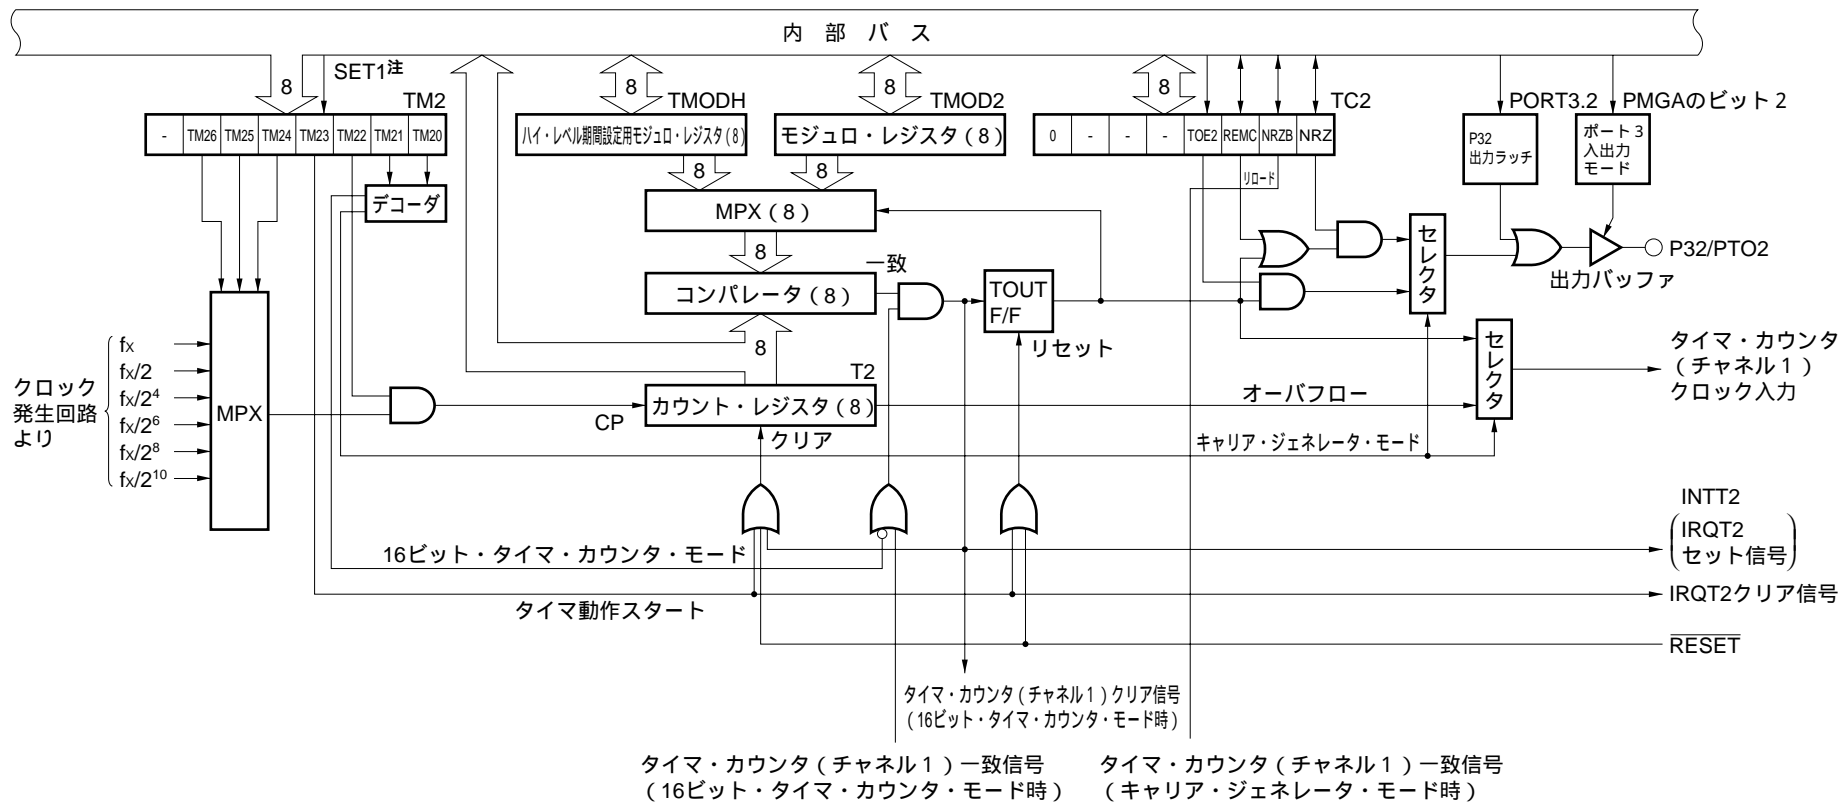 内 部 バ ス
8
SET1注
TM2
- TM26 TM25 TM24 TM23 TM22 TM21 TM20
デコーダ
8
TMODH
ハイ・レベル期間設定用モジュロ・レジスタ(8)
8
TMOD2
モジュロ・レジスタ(8)
8
8
MPX(8)
8
コンパレータ(8)
一致
8
T2
カウント・レジスタ(8)
CP
クリア
オーバフロー
TOUT
F/F
リセット
8
TC2
0 - - - TOE2 REMC NRZB NRZ
リロード
PORT3.2
P32
出力ラッチ
PMGAのビット2
ポート3
入出力
モード
セレクタ
P32/PTO2
出力バッファ
セレクタ
タイマ・カウンタ
(チャネル1)
クロック入力
キャリア・ジェネレータ・モード
クロック
発生回路
より
fX
fX/2
fX/2⁴
fX/2⁶
fX/2⁸
fX/2¹⁰
MPX
16ビット・タイマ・カウンタ・モード
タイマ動作スタート
INTT2
IRQT2
セット信号
IRQT2クリア信号
RESET
タイマ・カウンタ(チャネル1)クリア信号
(16ビット・タイマ・カウンタ・モード時)
タイマ・カウンタ(チャネル1)一致信号
(16ビット・タイマ・カウンタ・モード時)
タイマ・カウンタ(チャネル1)一致信号
(キャリア・ジェネレータ・モード時)